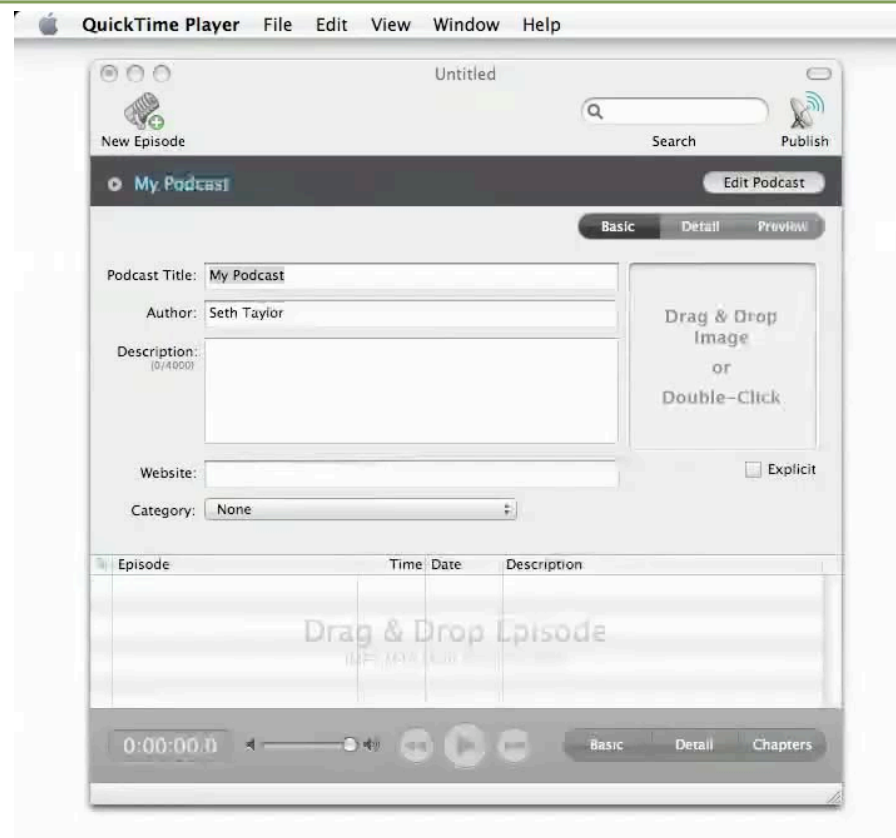 QuickTime Player File Edit View Window Help
Untitled
New Episode
Search
Publish
My Podcast
Edit Podcast
Basic Detail Preview
Podcast Title: My Podcast
Author: Seth Taylor
Drag & Drop
Image
or
Double-Click
Description:
(0/4000)
Website:
Explicit
Category: None
Episode Time Date Description
Drag & Drop Episode
0:00:00.0
Basic Detail Chapters